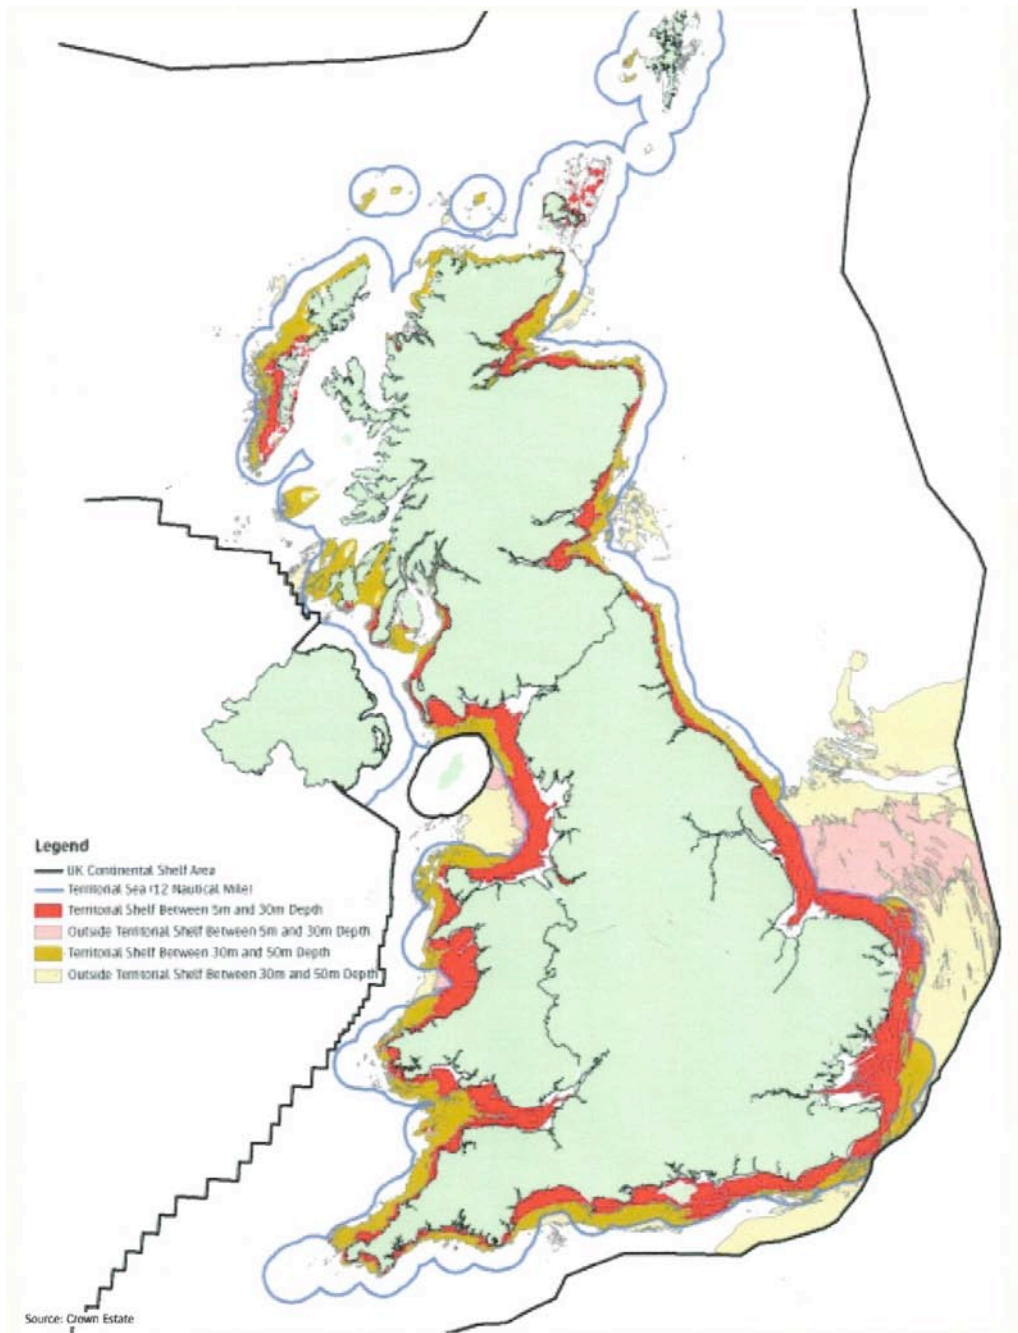 Legend
UK Continental Shelf Area
Territorial Sea (12 Nautical Mile)
Territorial Shelf Between 5m and 30m Depth
Outside Territorial Shelf Between 5m and 30m Depth
Territorial Shelf Between 30m and 50m Depth
Outside Territorial Shelf Between 30m and 50m Depth
Source: Crown Estate